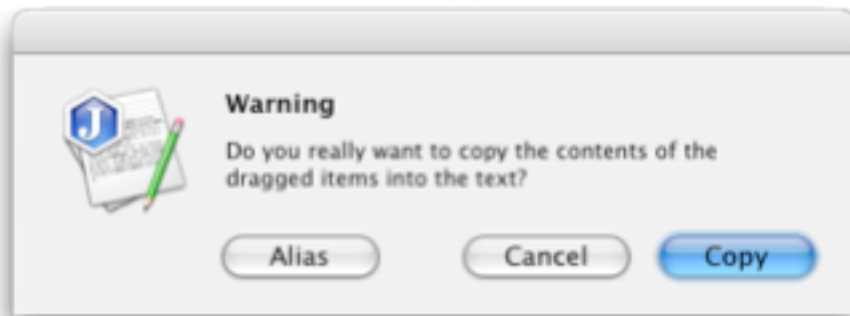 Warning
Do you really want to copy the contents of the
dragged items into the text?
Alias Cancel Copy